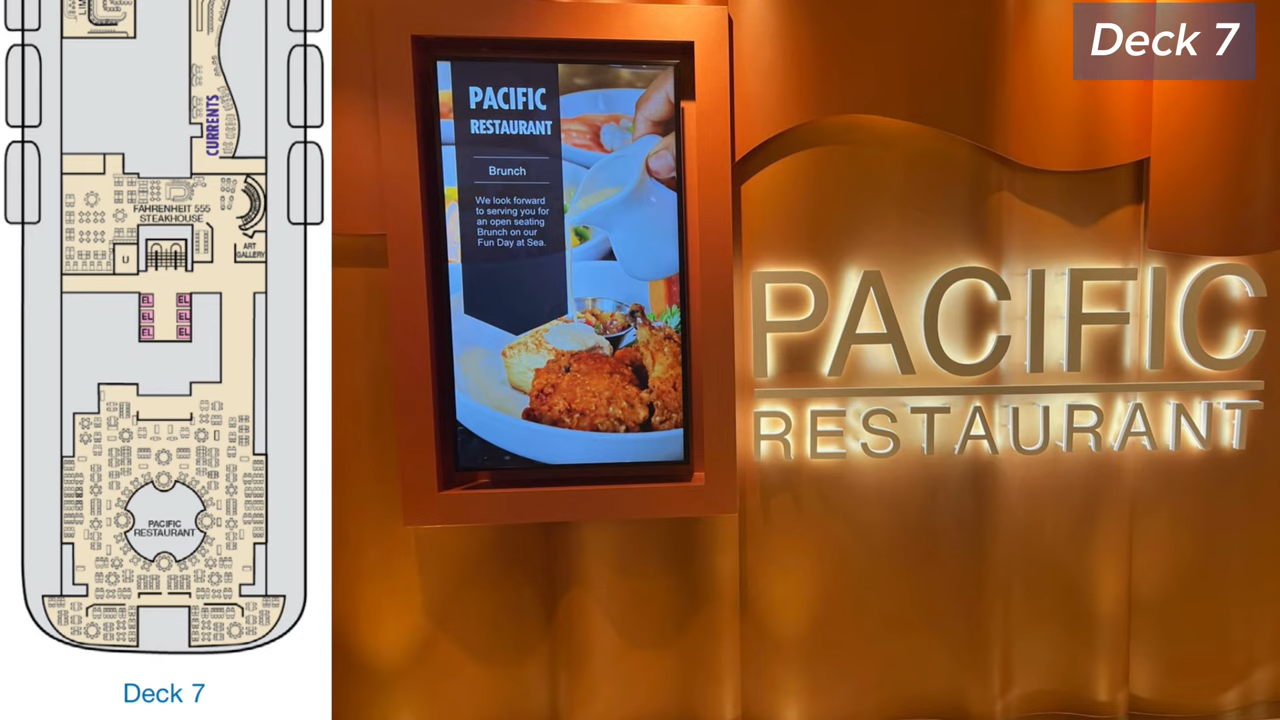 CURRENTS
FAHRENHEIT 555
STEAKHOUSE
U
ART
GALLERY
EL
EL
EL
EL
EL
EL
PACIFIC
RESTAURANT
Deck 7
PACIFIC
RESTAURANT
Brunch
We look forward
to serving you for
an open seating
Brunch on our
Fun Day at Sea.
Deck 7
PACIFIC
RESTAURANT